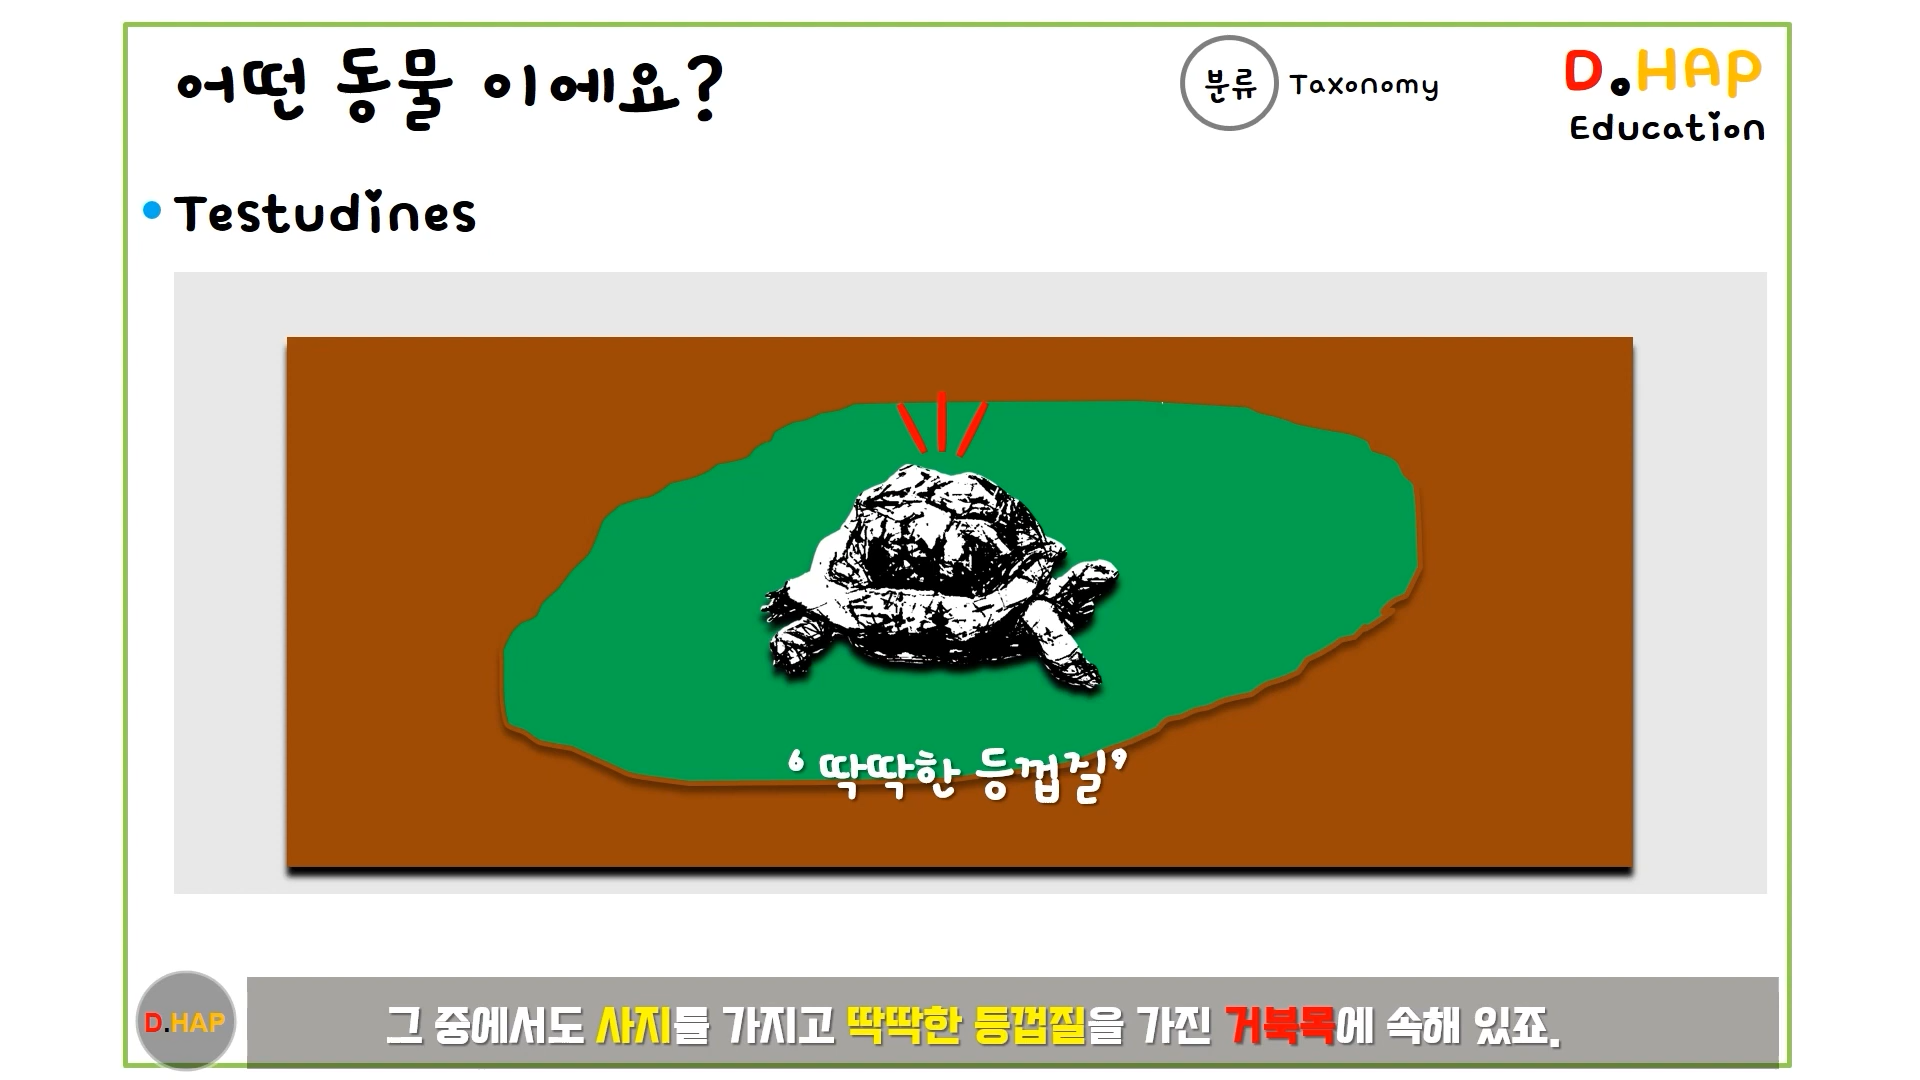 어떤 동물 이에요?
분류 Taxonomy
D.HAP
Education
Testudines
‘ 딱딱한 등껍질’
D.HAP
그 중에서도 사지를 가지고 딱딱한 등껍질을 가진 거북목에 속해 있죠.